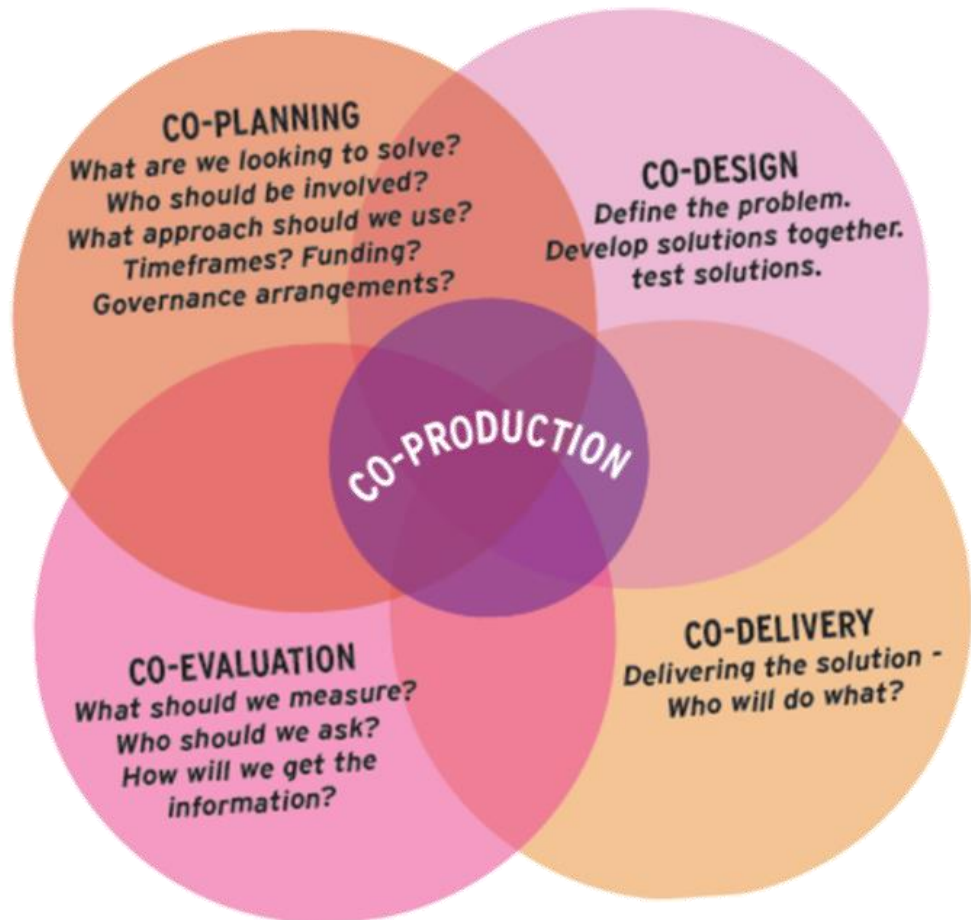 CO-PLANNING
What are we looking to solve?
Who should be involved?
What approach should we use?
Timeframes? Funding?
Governance arrangements?
CO-DESIGN
Define the problem.
Develop solutions together.
test solutions.
CO-PRODUCTION
CO-EVALUATION
What should we measure?
Who should we ask?
How will we get the
information?
CO-DELIVERY
Delivering the solution -
Who will do what?